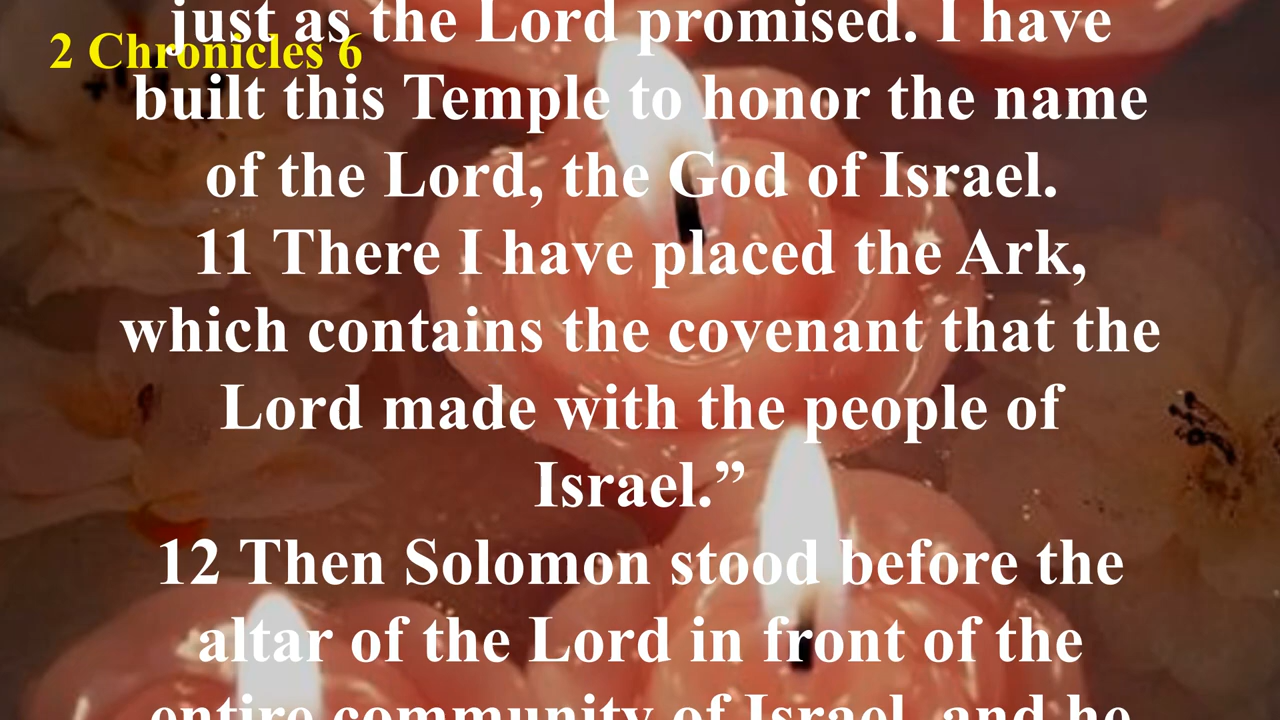 just as the Lord promised. I have
2 Chronicles 6
built this Temple to honor the name
of the Lord, the God of Israel.
11 There I have placed the Ark,
which contains the covenant that the
Lord made with the people of
Israel.”
12 Then Solomon stood before the
altar of the Lord in front of the
entire community of Israel, and he